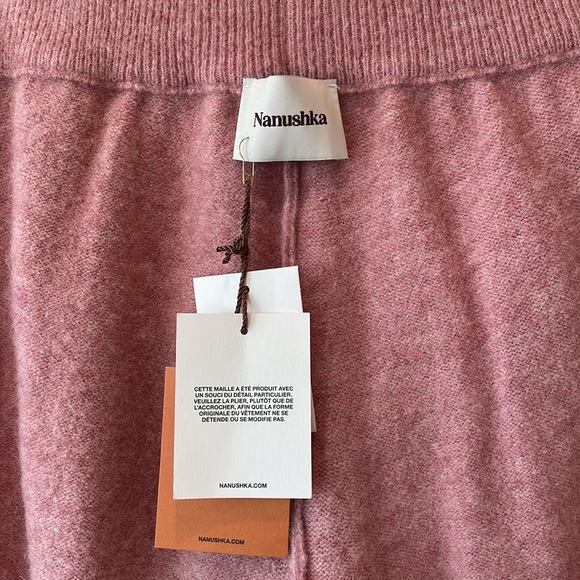 Nanushka
CETTE MAILLE A ÉTÉ PRODUIT AVEC
UN SOUCI DU DÉTAIL PARTICULIER.
VEUILLEZ LA PLIER, PLUTÔT QUE DE
L'ACCROCHER, AFIN QUE LA FORME
ORIGINALE DU VÊTEMENT NE SE
DÉTENDE OU SE MODIFIE PAS.
NANUSHKA.COM
NANUSHKA.COM